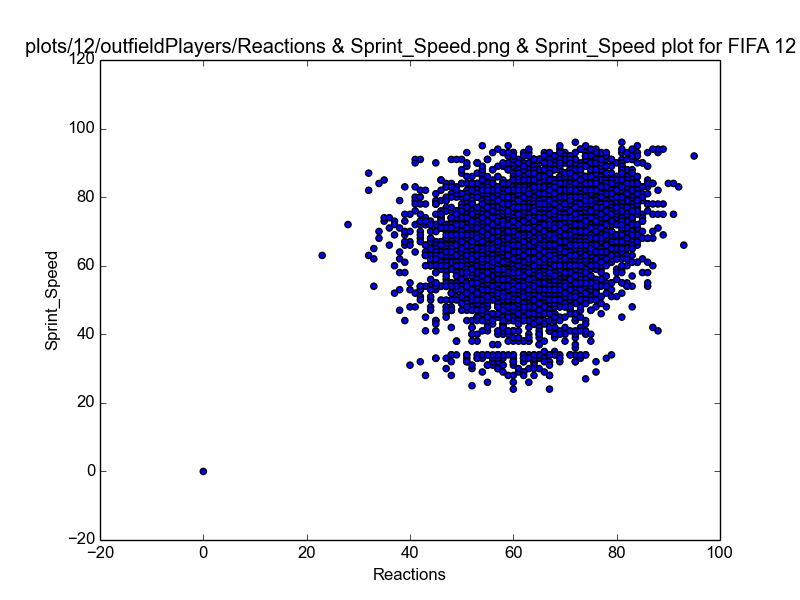 plots/12/outfieldPlayers/Reactions & Sprint_Speed.png & Sprint_Speed plot for FIFA 12
120
100
80
60
40
20
0
−20
Sprint_Speed
−20 0 20 40 60 80 100
Reactions